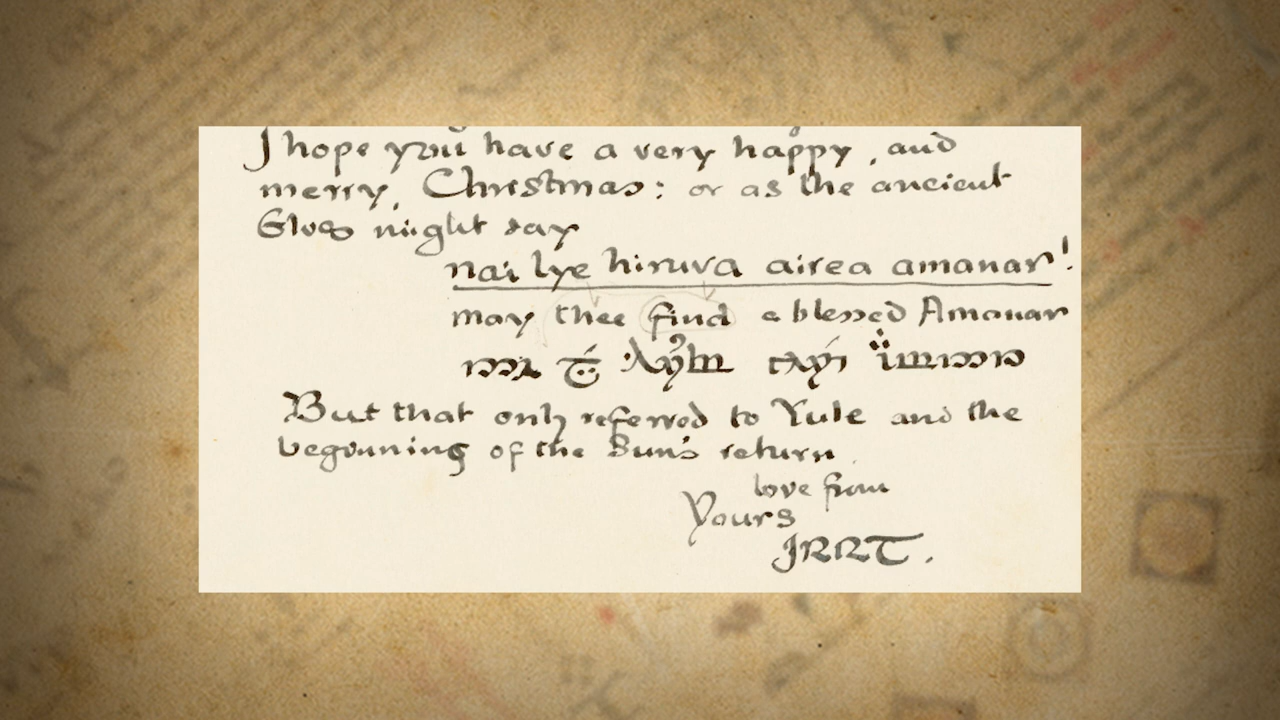 I hope you have a very happy, and
merry, Christmas: or as the ancient
Elves might say
nai lye hiruva airea amanar!
may thee find a blessed Amanar
But that only referred to Yule and the
beginning of the Sun's return.
love from
Yours
JRRT.